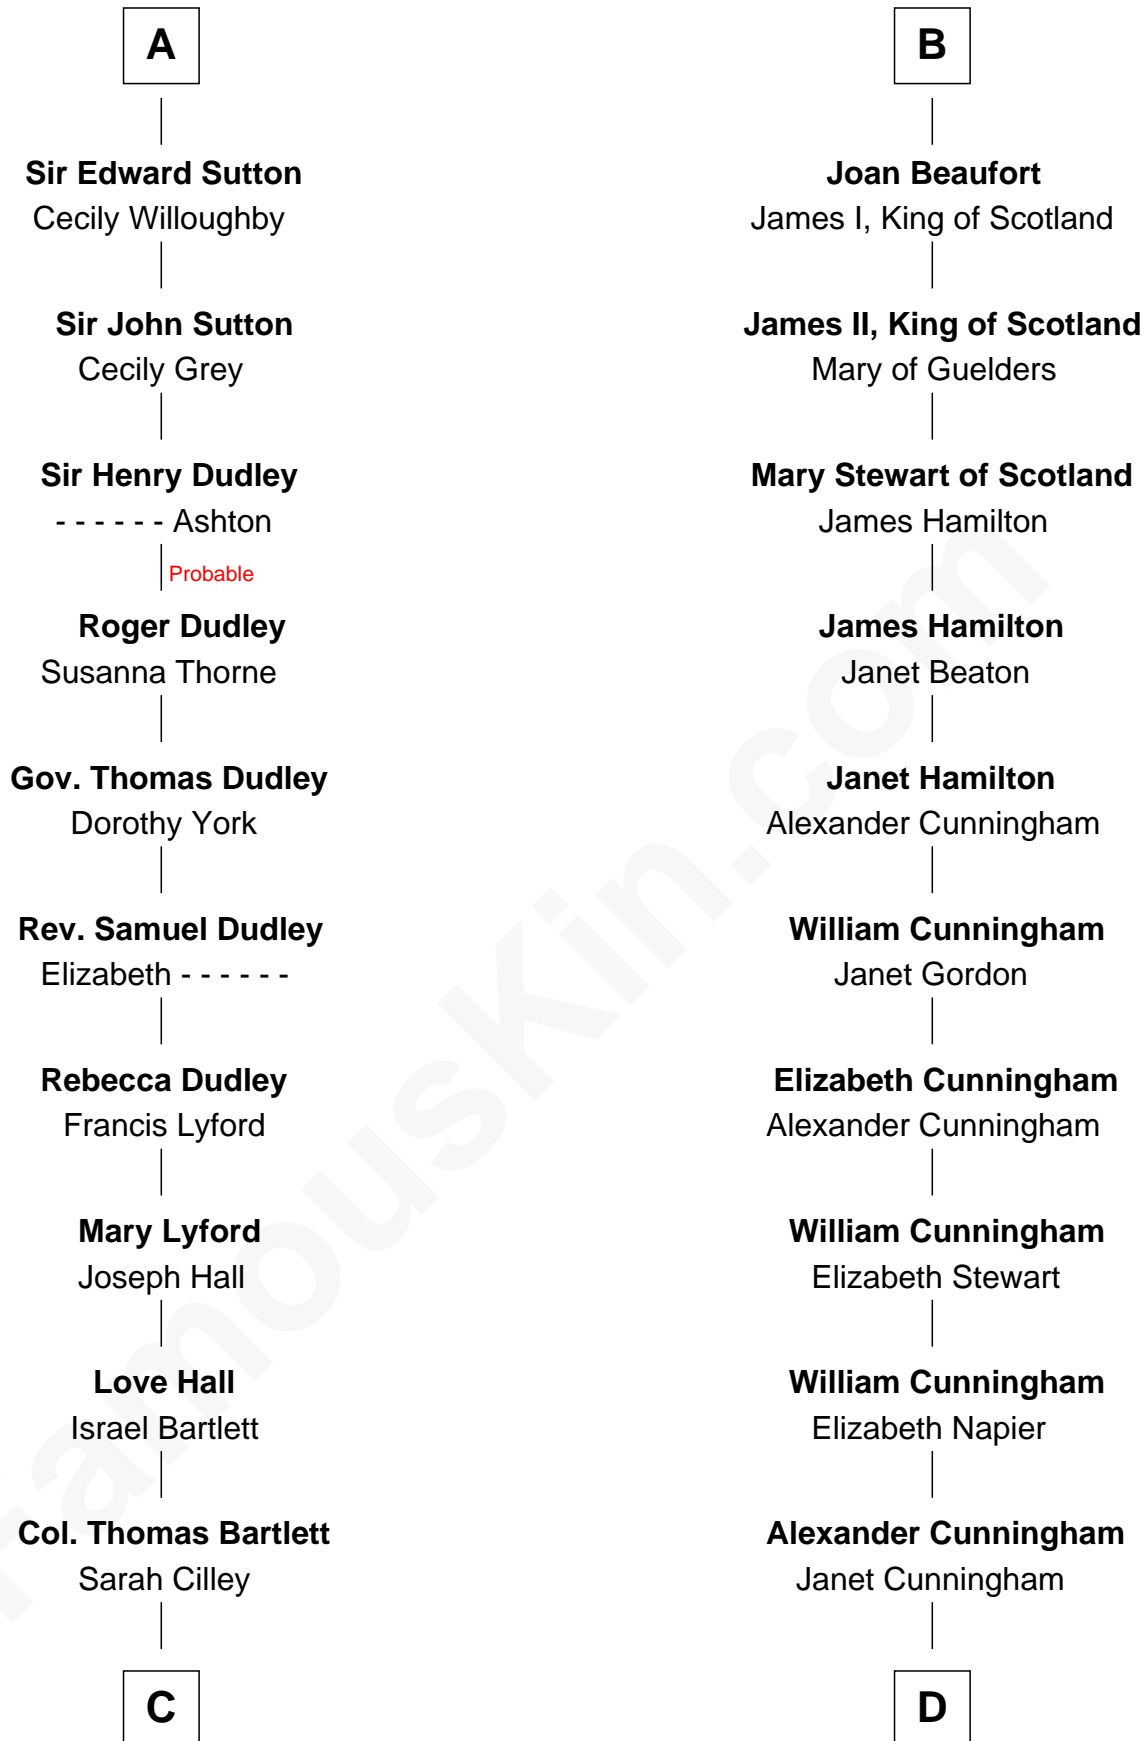 A
Sir Edward Sutton
Cecily Willoughby
Sir John Sutton
Cecily Grey
Sir Henry Dudley
- - - - - - Ashton
Probable
Roger Dudley
Susanna Thorne
Gov. Thomas Dudley
Dorothy York
Rev. Samuel Dudley
Elizabeth - - - - - -
Rebecca Dudley
Francis Lyford
Mary Lyford
Joseph Hall
Love Hall
Israel Bartlett
Col. Thomas Bartlett
Sarah Cilley
C
B
Joan Beaufort
James I, King of Scotland
James II, King of Scotland
Mary of Guelders
Mary Stewart of Scotland
James Hamilton
James Hamilton
Janet Beaton
Janet Hamilton
Alexander Cunningham
William Cunningham
Janet Gordon
Elizabeth Cunningham
Alexander Cunningham
William Cunningham
Elizabeth Stewart
William Cunningham
Elizabeth Napier
Alexander Cunningham
Janet Cunningham
D
FamousKin.com